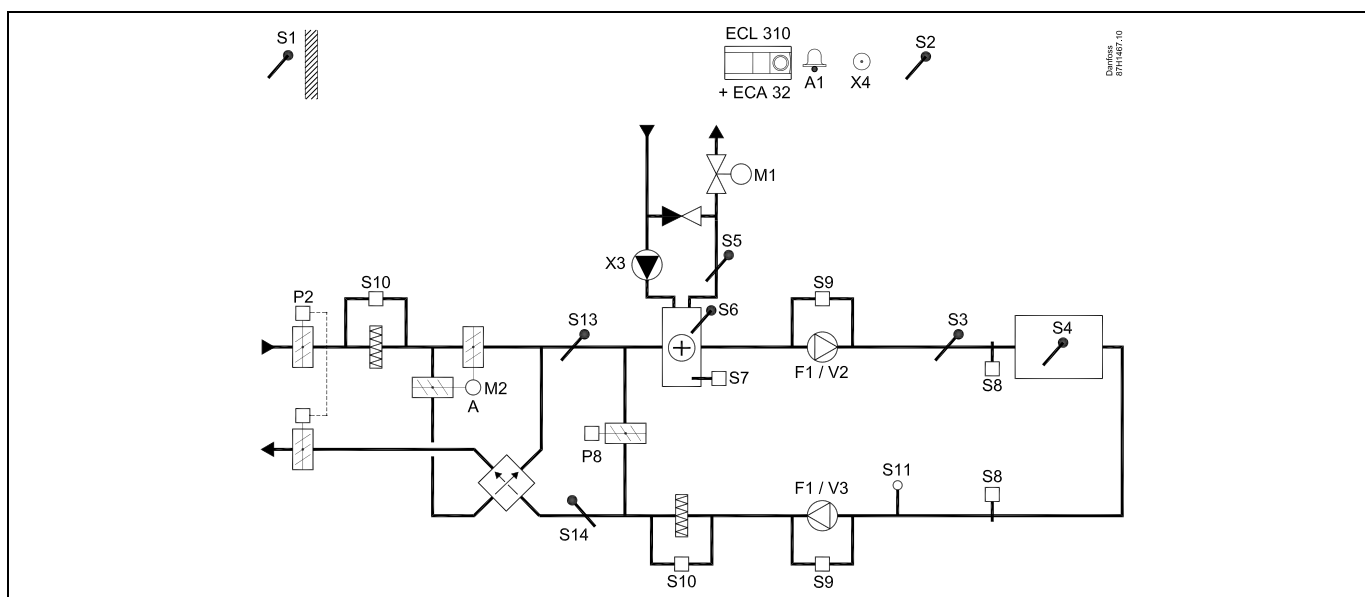 S1
ECL 310
S2
Danfoss
87H1467.10
A1
X4
+ ECA 32
M1
S5
X3
S10
P2
S9
S6
S13
S3
S4
F1 / V2
S7
S8
M2
A
P8
S11
S8
F1 / V3
S14
S10
S9